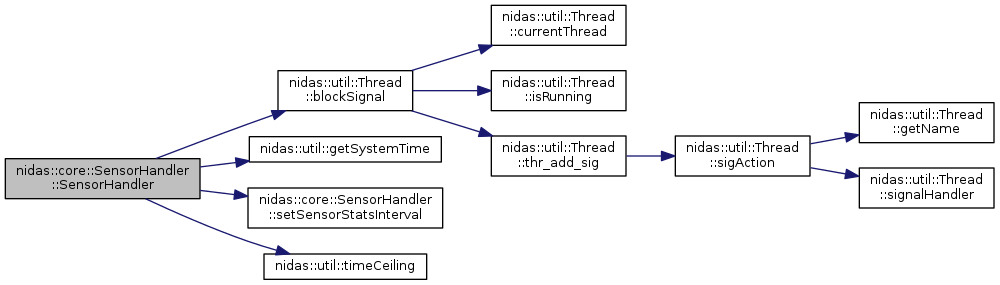 nidas::core::SensorHandler
::SensorHandler
nidas::util::Thread
::blockSignal
nidas::util::getSystemTime
nidas::core::SensorHandler
::setSensorStatsInterval
nidas::util::timeCeiling
nidas::util::Thread
::currentThread
nidas::util::Thread
::isRunning
nidas::util::Thread
::thr_add_sig
nidas::util::Thread
::sigAction
nidas::util::Thread
::getName
nidas::util::Thread
::signalHandler